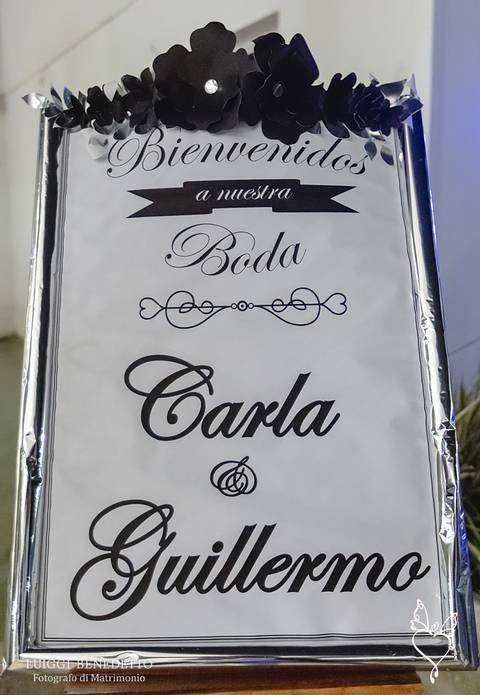 Bienvenidos
a nuestra
Boda
Carla
&
Guillermo
LUIGGI BENEDETTO
Fotografo di Matrimonio